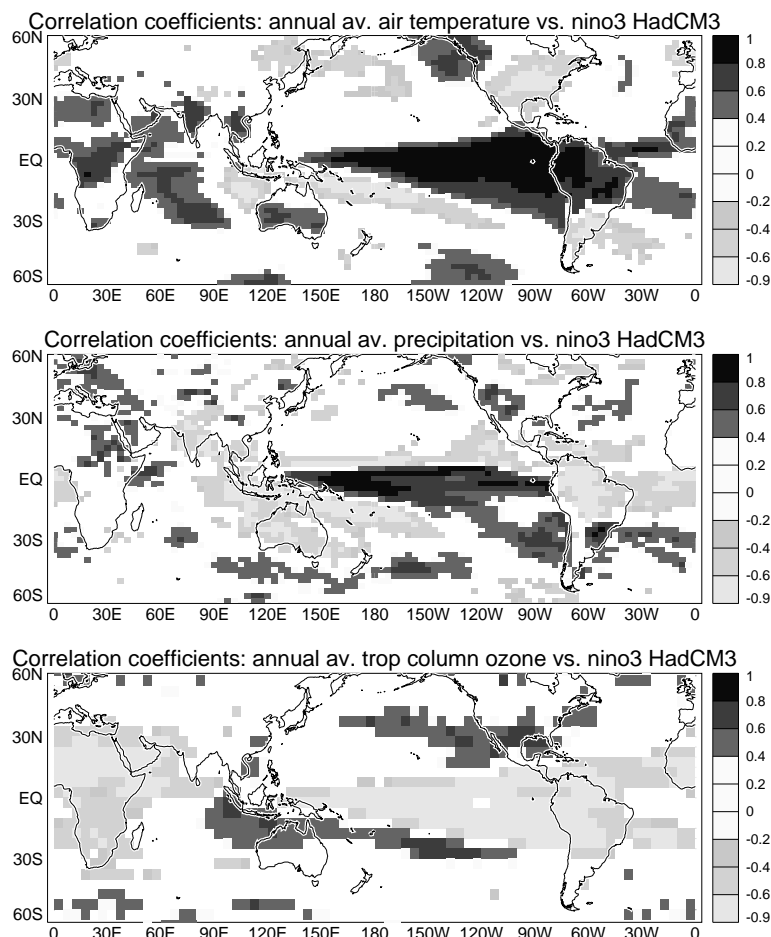 Correlation coefficients: annual av. air temperature vs. nino3 HadCM3
60N
30N
EQ
30S
60S
0 30E 60E 90E 120E 150E 180 150W 120W 90W 60W 30W 0
1
0.8
0.6
0.4
0.2
0
-0.2
-0.4
-0.6
-0.9
Correlation coefficients: annual av. precipitation vs. nino3 HadCM3
60N
30N
EQ
30S
60S
0 30E 60E 90E 120E 150E 180 150W 120W 90W 60W 30W 0
1
0.8
0.6
0.4
0.2
0
-0.2
-0.4
-0.6
-0.9
Correlation coefficients: annual av. trop column ozone vs. nino3 HadCM3
60N
30N
EQ
30S
60S
0 30E 60E 90E 120E 150E 180 150W 120W 90W 60W 30W 0
1
0.8
0.6
0.4
0.2
0
-0.2
-0.4
-0.6
-0.9